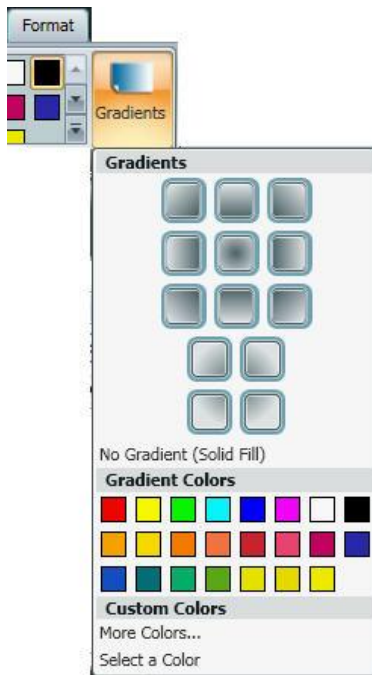 Format
Gradients
Gradients
No Gradient (Solid Fill)
Gradient Colors
Custom Colors
More Colors...
Select a Color